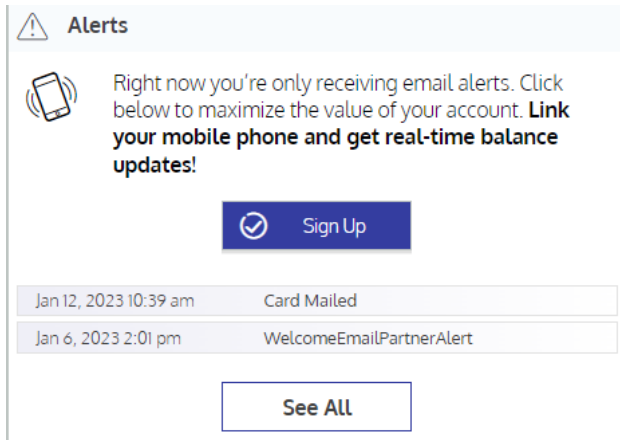 Alerts
Right now you're only receiving email alerts. Click
below to maximize the value of your account. Link
your mobile phone and get real-time balance
updates!
Sign Up
Jan 12, 2023 10:39 am Card Mailed
Jan 6, 2023 2:01 pm WelcomeEmailPartnerAlert
See All